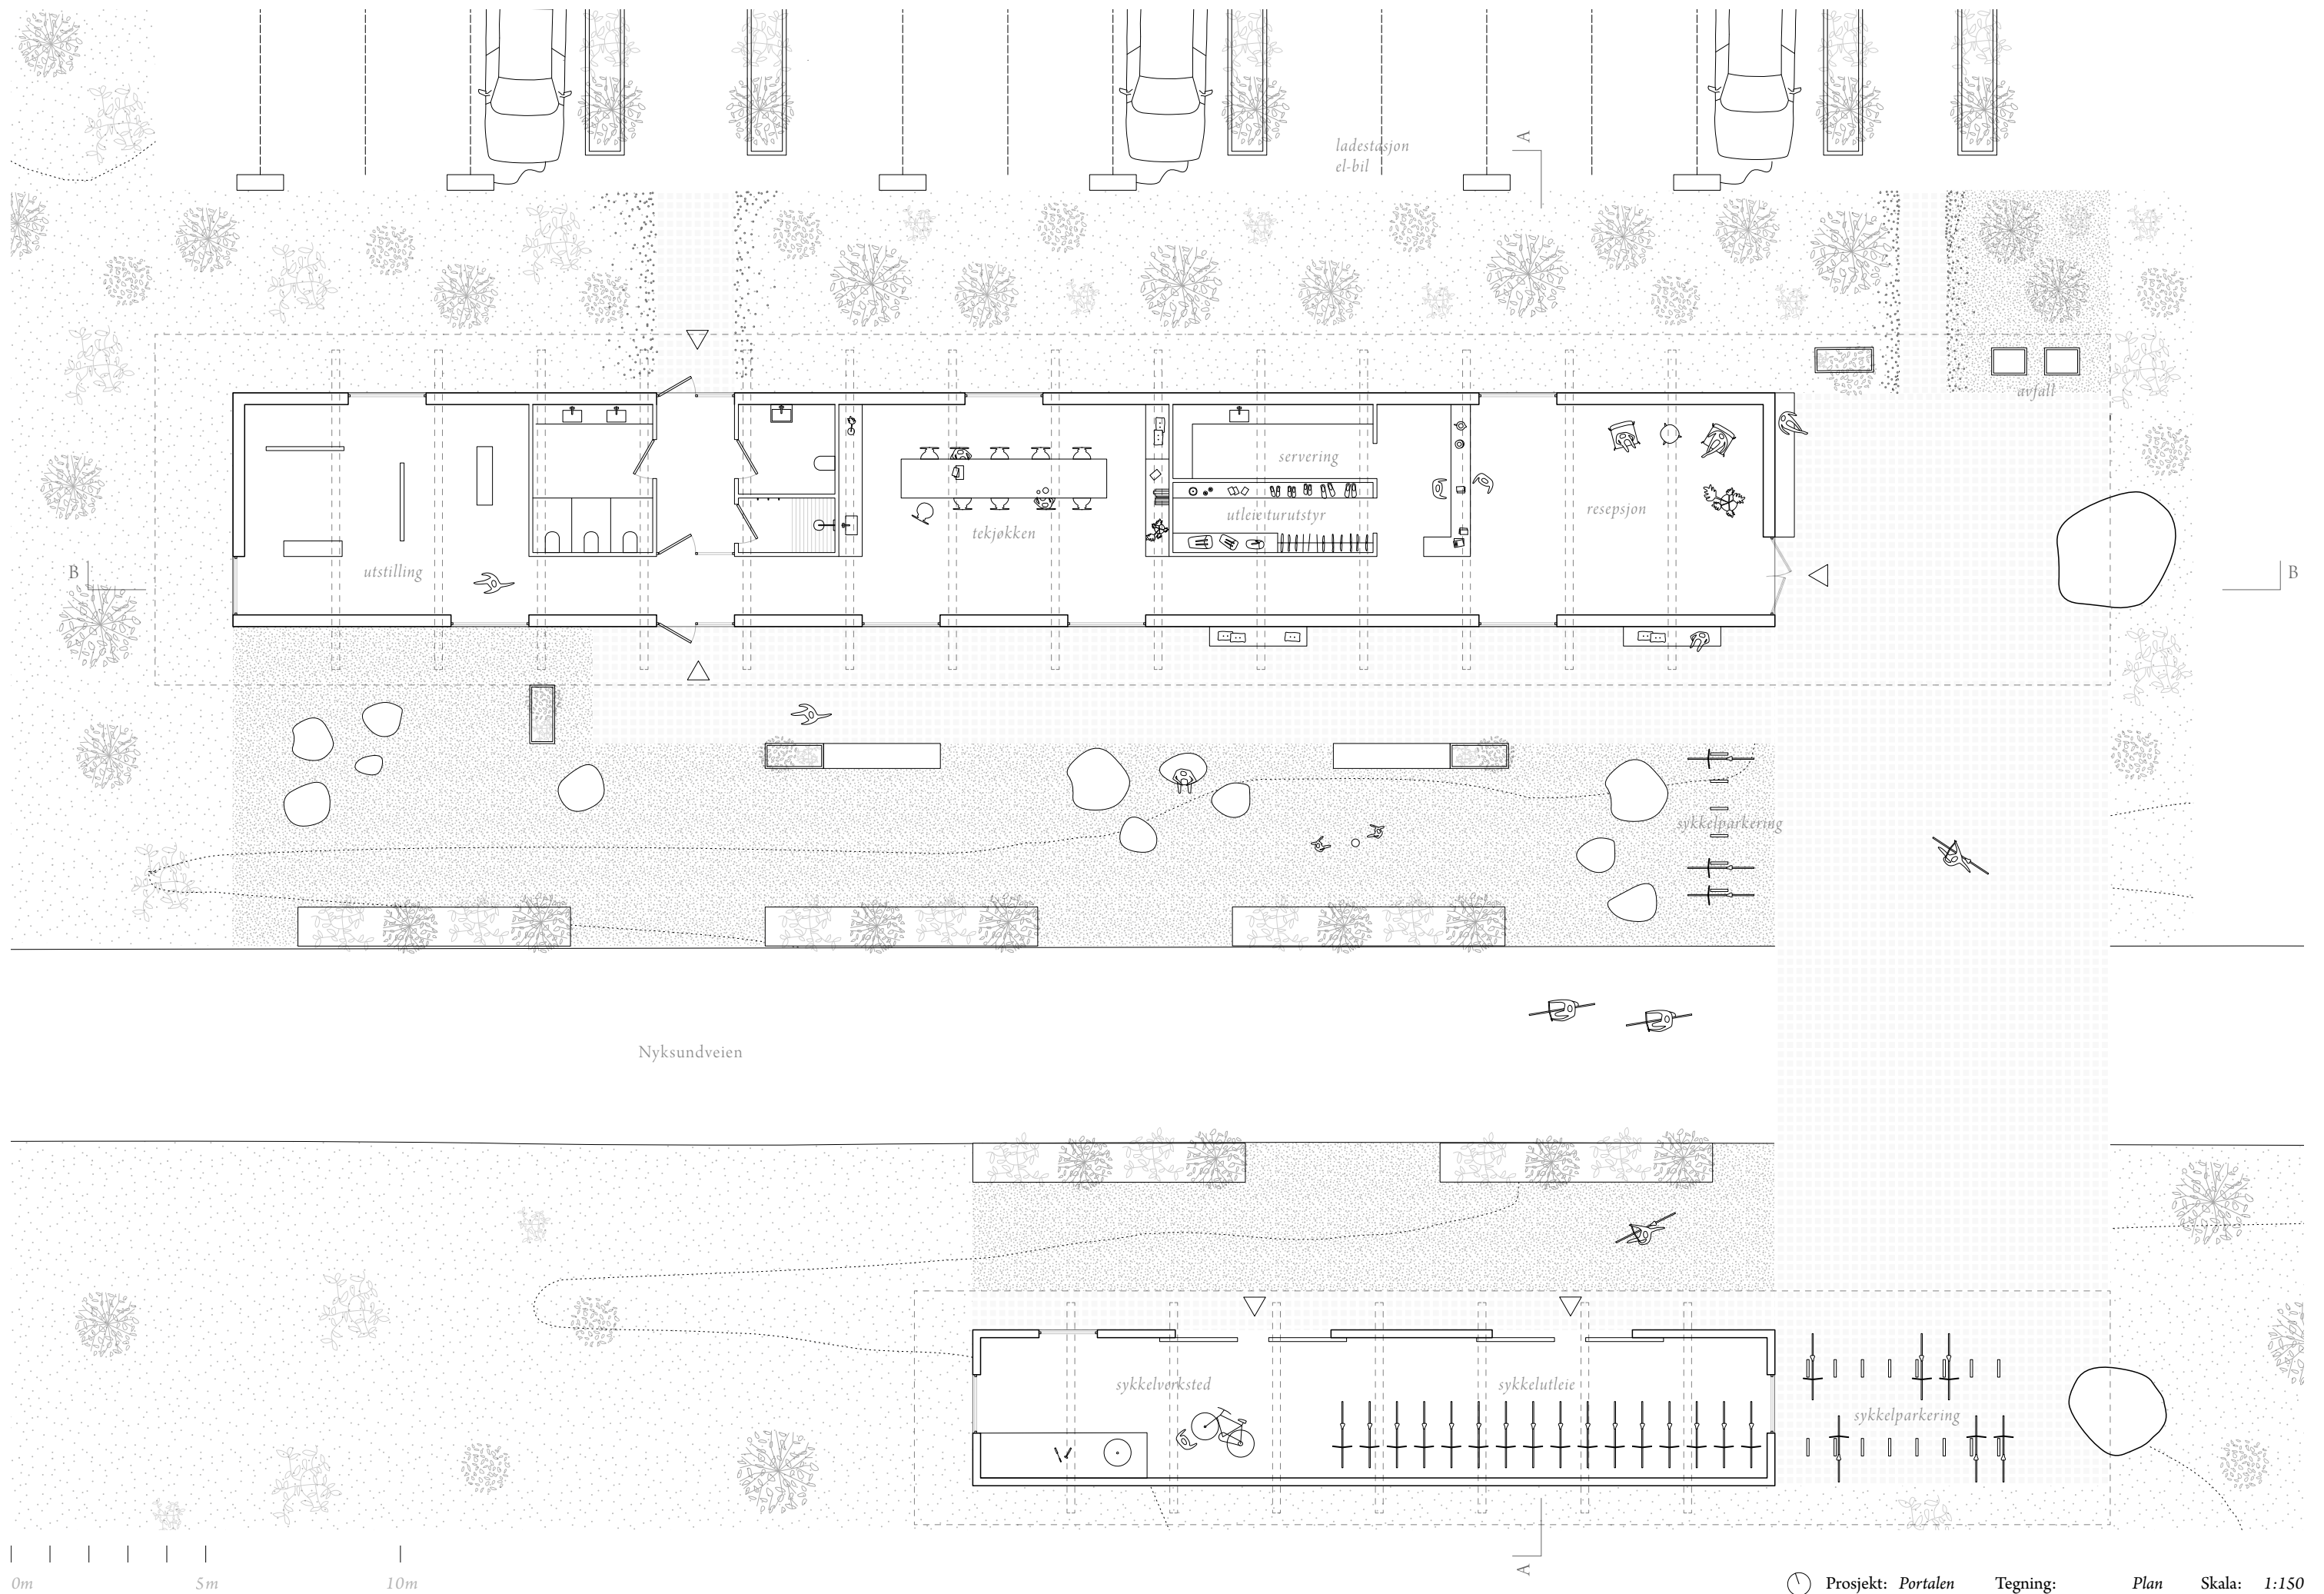 ladestasjon
el-bil
A
avfall
servering
utleie turutstyr
resepsjon
tekjøkken
utstilling
B
B
sykkelparkering
Nyksundveien
sykkelverksted
sykkelutleie
sykkelparkering
A
0m 5m 10m
Prosjekt: Portalen Tegning: Plan Skala: 1:150